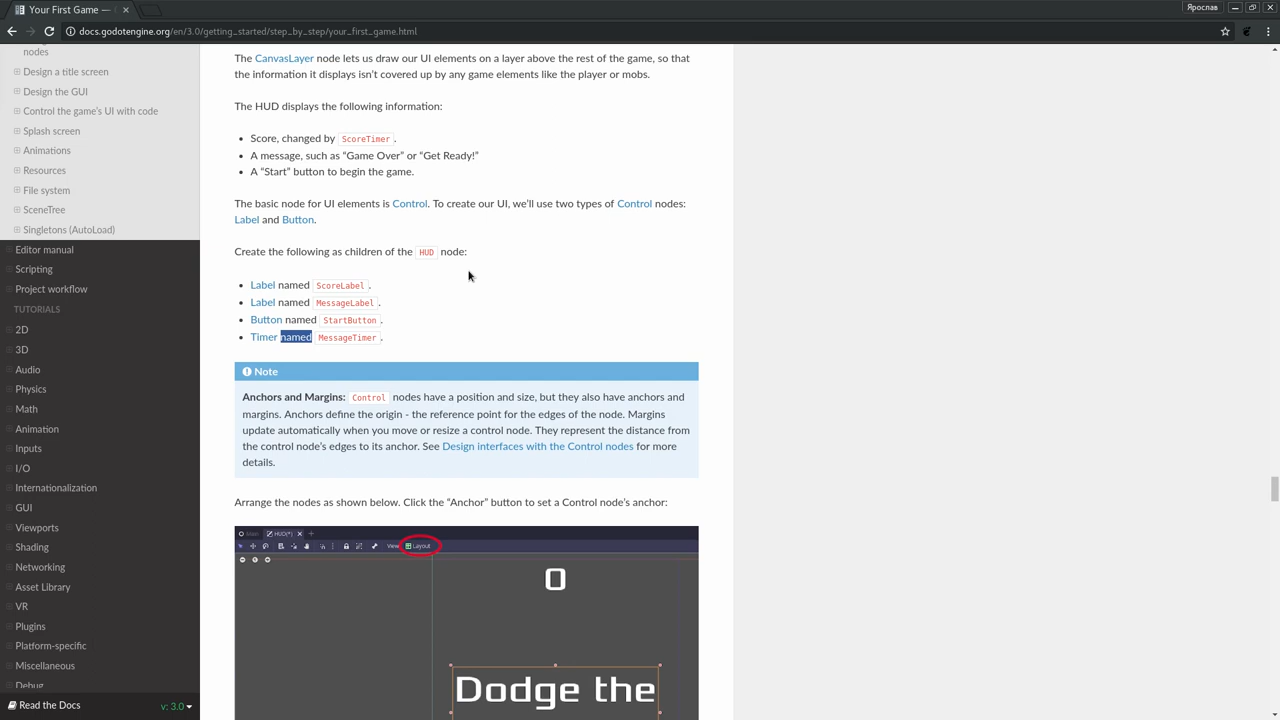 Your First Game —
Ярослав
docs.godotengine.org/en/3.0/getting_started/step_by_step/your_first_game.html
nodes
Design a title screen
Design the GUI
Control the game's UI with code
Splash screen
Animations
Resources
File system
SceneTree
Singletons (AutoLoad)
Editor manual
Scripting
Project workflow
TUTORIALS
2D
3D
Audio
Physics
Math
Animation
Inputs
I/O
Internationalization
GUI
Viewports
Shading
Networking
Asset Library
VR
Plugins
Platform-specific
Miscellaneous
Debug
Read the Docs
v: 3.0
The CanvasLayer node lets us draw our UI elements on a layer above the rest of the game, so that
the information it displays isn't covered up by any game elements like the player or mobs.
The HUD displays the following information:
• Score, changed by ScoreTimer.
• A message, such as “Game Over” or “Get Ready!”
• A “Start” button to begin the game.
The basic node for UI elements is Control. To create our UI, we'll use two types of Control nodes:
Label and Button.
Create the following as children of the HUD node:
• Label named ScoreLabel.
• Label named MessageLabel.
• Button named StartButton.
• Timer named MessageTimer.
Note
Anchors and Margins: Control nodes have a position and size, but they also have anchors and
margins. Anchors define the origin - the reference point for the edges of the node. Margins
update automatically when you move or resize a control node. They represent the distance from
the control node's edges to its anchor. See Design interfaces with the Control nodes for more
details.
Arrange the nodes as shown below. Click the “Anchor” button to set a Control node's anchor:
Main
HUD(*)
View
Layout
0
Dodge the